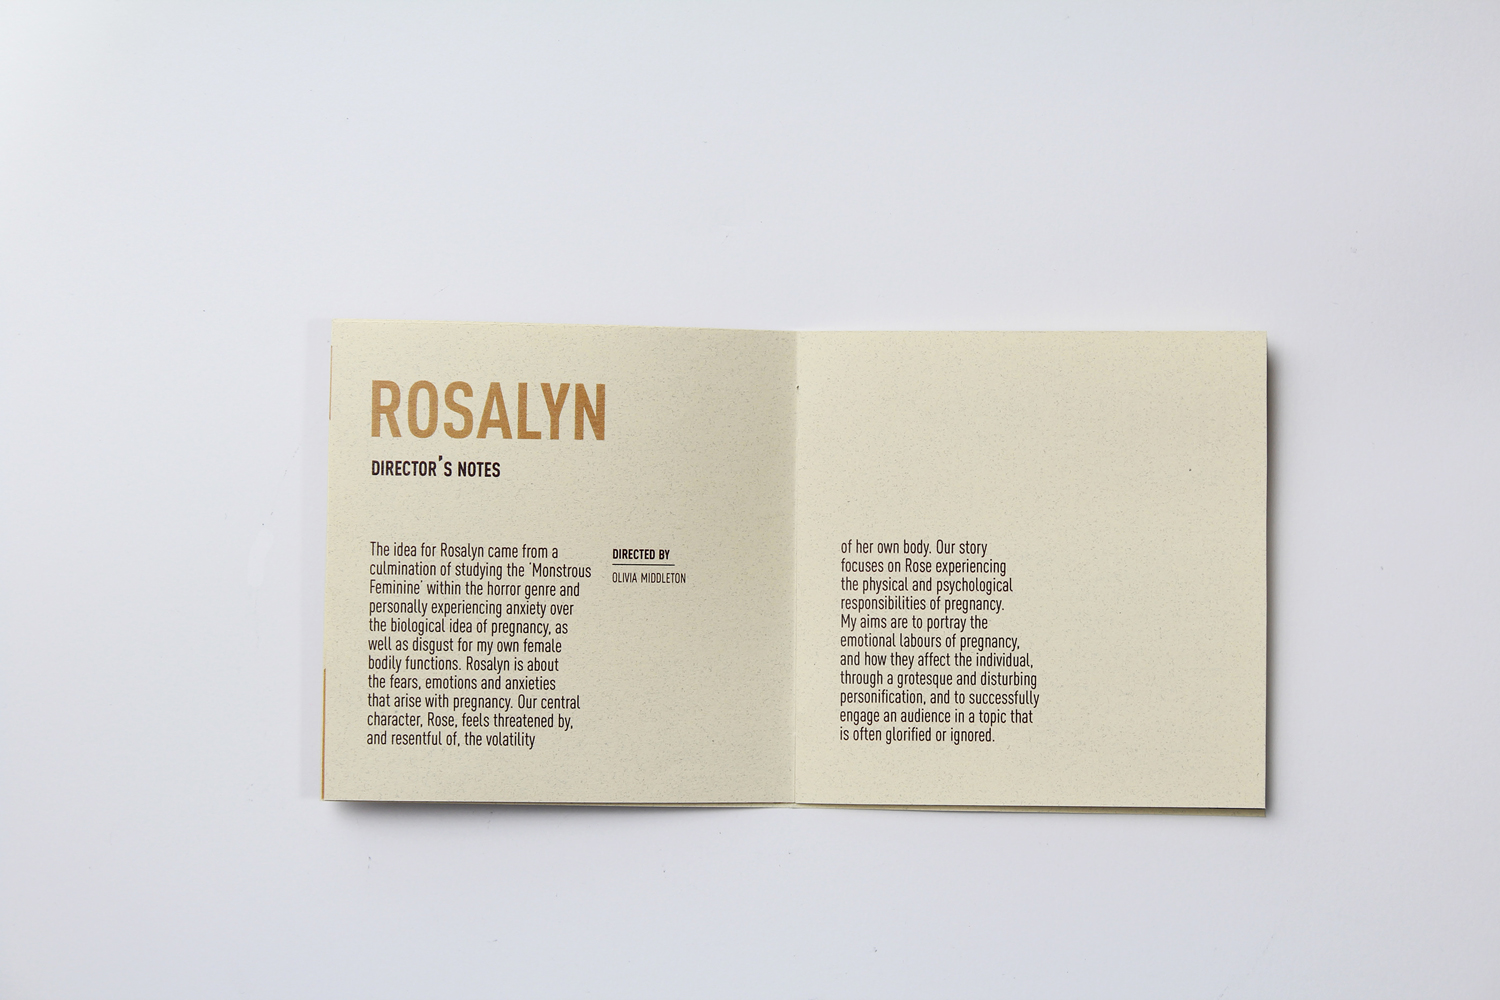 ROSALYN
DIRECTOR'S NOTES
The idea for Rosalyn came from a
culmination of studying the 'Monstrous
Feminine' within the horror genre and
personally experiencing anxiety over
the biological idea of pregnancy, as
well as disgust for my own female
bodily functions. Rosalyn is about
the fears, emotions and anxieties
that arise with pregnancy. Our central
character, Rose, feels threatened by,
and resentful of, the volatility
DIRECTED BY
OLIVIA MIDDLETON
of her own body. Our story
focuses on Rose experiencing
the physical and psychological
responsibilities of pregnancy.
My aims are to portray the
emotional labours of pregnancy,
and how they affect the individual,
through a grotesque and disturbing
personification, and to successfully
engage an audience in a topic that
is often glorified or ignored.